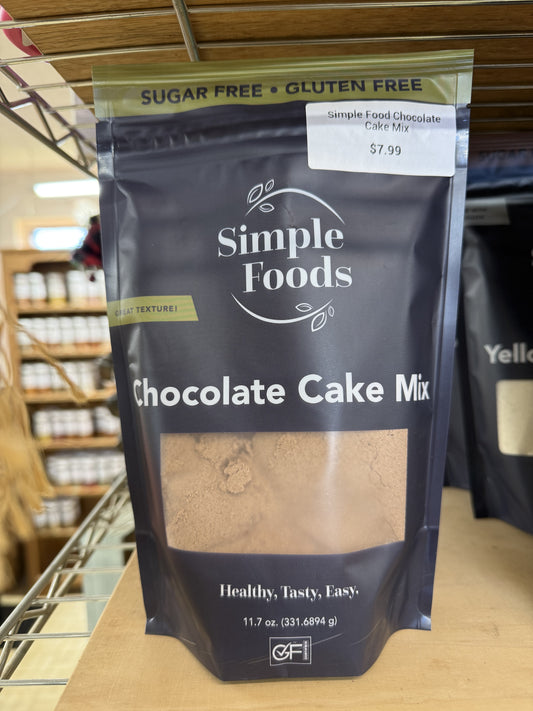 SUGAR FREE • GLUTEN FREE
Simple Food Chocolate
Cake Mix
$7.99
Simple
Foods
GREAT TEXTURE!
Chocolate Cake Mix
Healthy, Tasty, Easy.
11.7 oz. (331.6894 g)
GF
Yello